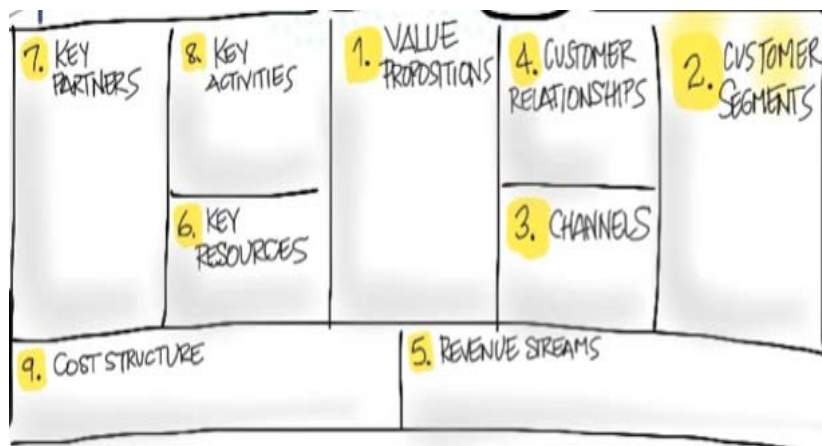 7. KEY
PARTNERS
8. KEY
ACTIVITIES
6. KEY
RESOURCES
1. VALUE
PROPOSITIONS
4. CUSTOMER
RELATIONSHIPS
3. CHANNELS
2. CUSTOMER
SEGMENTS
9. COST STRUCTURE
5. REVENUE STREAMS